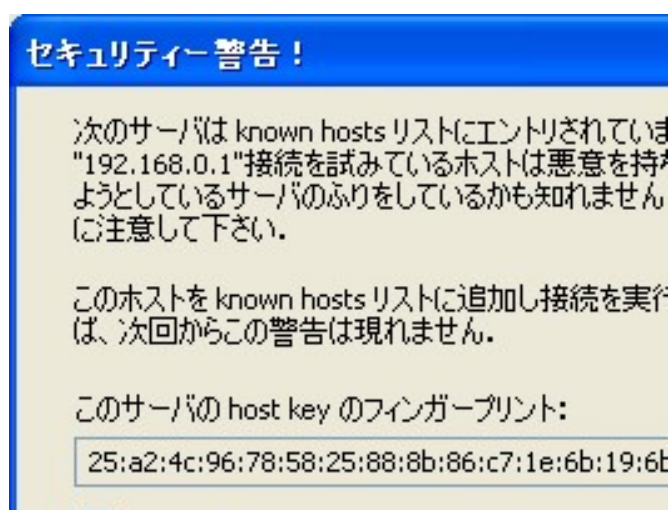 セキュリティー警告！
次のサーバは known hosts リストにエントリされていま
"192.168.0.1"接続を試みているホストは悪意を持
ようとしているサーバのふりをしているかも知れません
に注意して下さい．
このホストを known hosts リストに追加し接続を実行
ば、次回からこの警告は現れません．
このサーバの host key のフィンガープリント：
25:a2:4c:96:78:58:25:88:8b:86:c7:1e:6b:19:6b